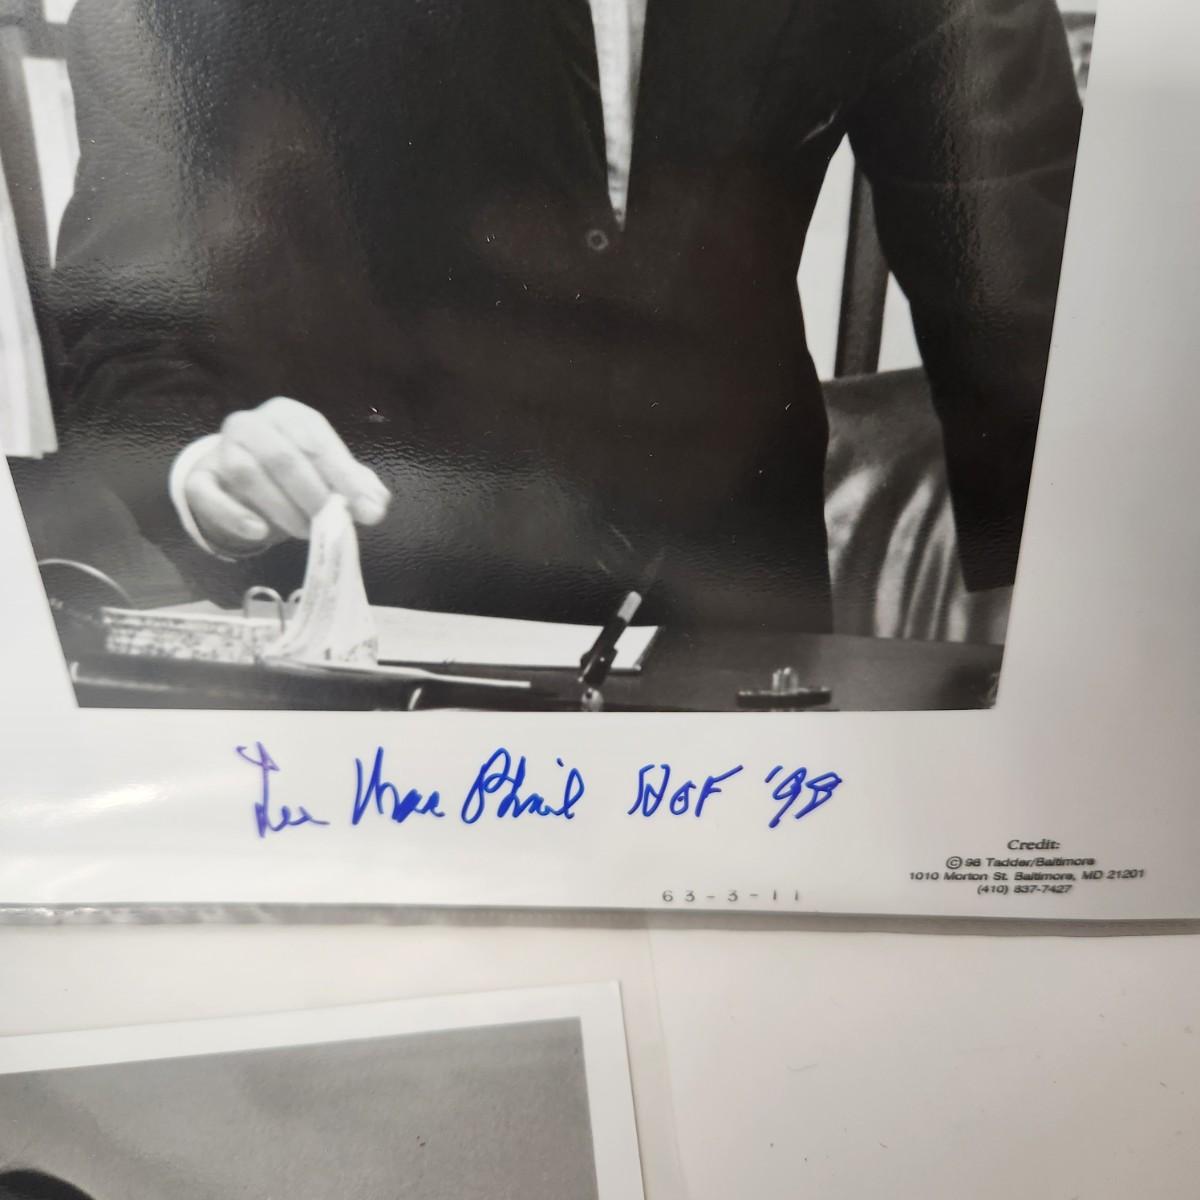 Lee MacPhail HOF '98
Credit:
© 98 Tadder/Baltimore
1010 Morton St. Baltimore, MD 21201
(410) 837-7427
63-3-11